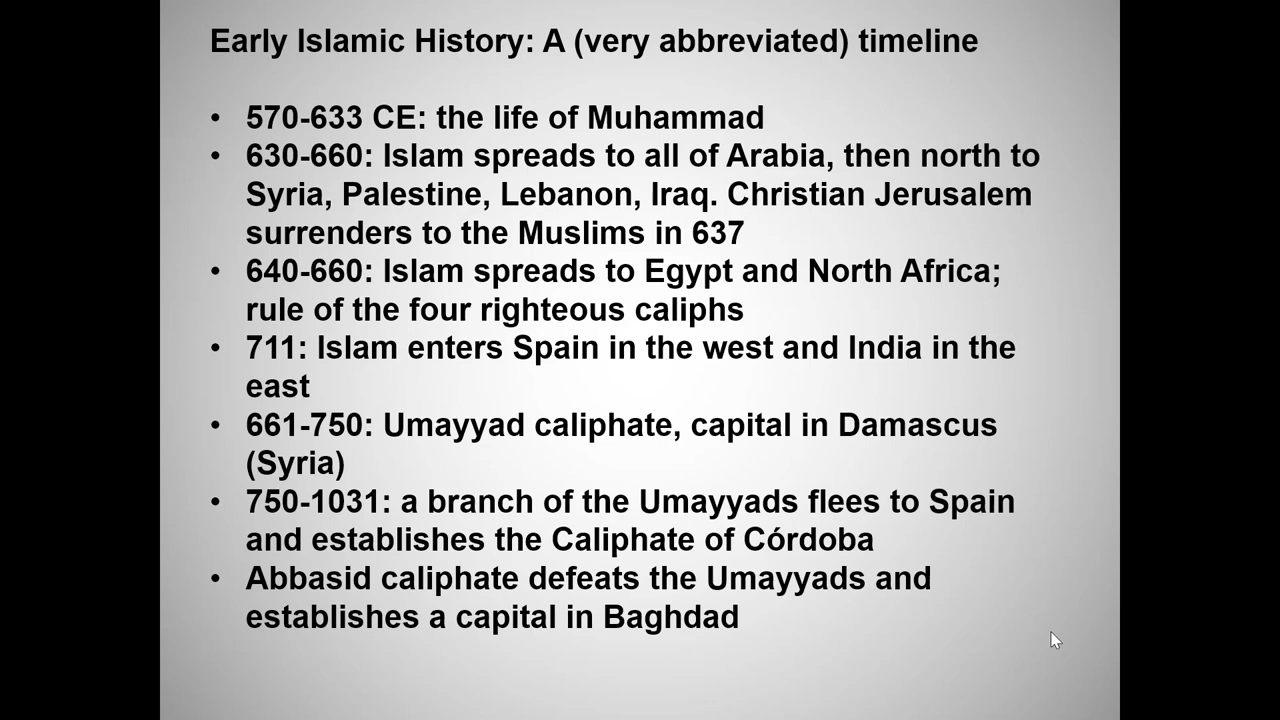 Early Islamic History: A (very abbreviated) timeline
• 570-633 CE: the life of Muhammad
• 630-660: Islam spreads to all of Arabia, then north to
Syria, Palestine, Lebanon, Iraq. Christian Jerusalem
surrenders to the Muslims in 637
• 640-660: Islam spreads to Egypt and North Africa;
rule of the four righteous caliphs
• 711: Islam enters Spain in the west and India in the
east
• 661-750: Umayyad caliphate, capital in Damascus
(Syria)
• 750-1031: a branch of the Umayyads flees to Spain
and establishes the Caliphate of Córdoba
• Abbasid caliphate defeats the Umayyads and
establishes a capital in Baghdad